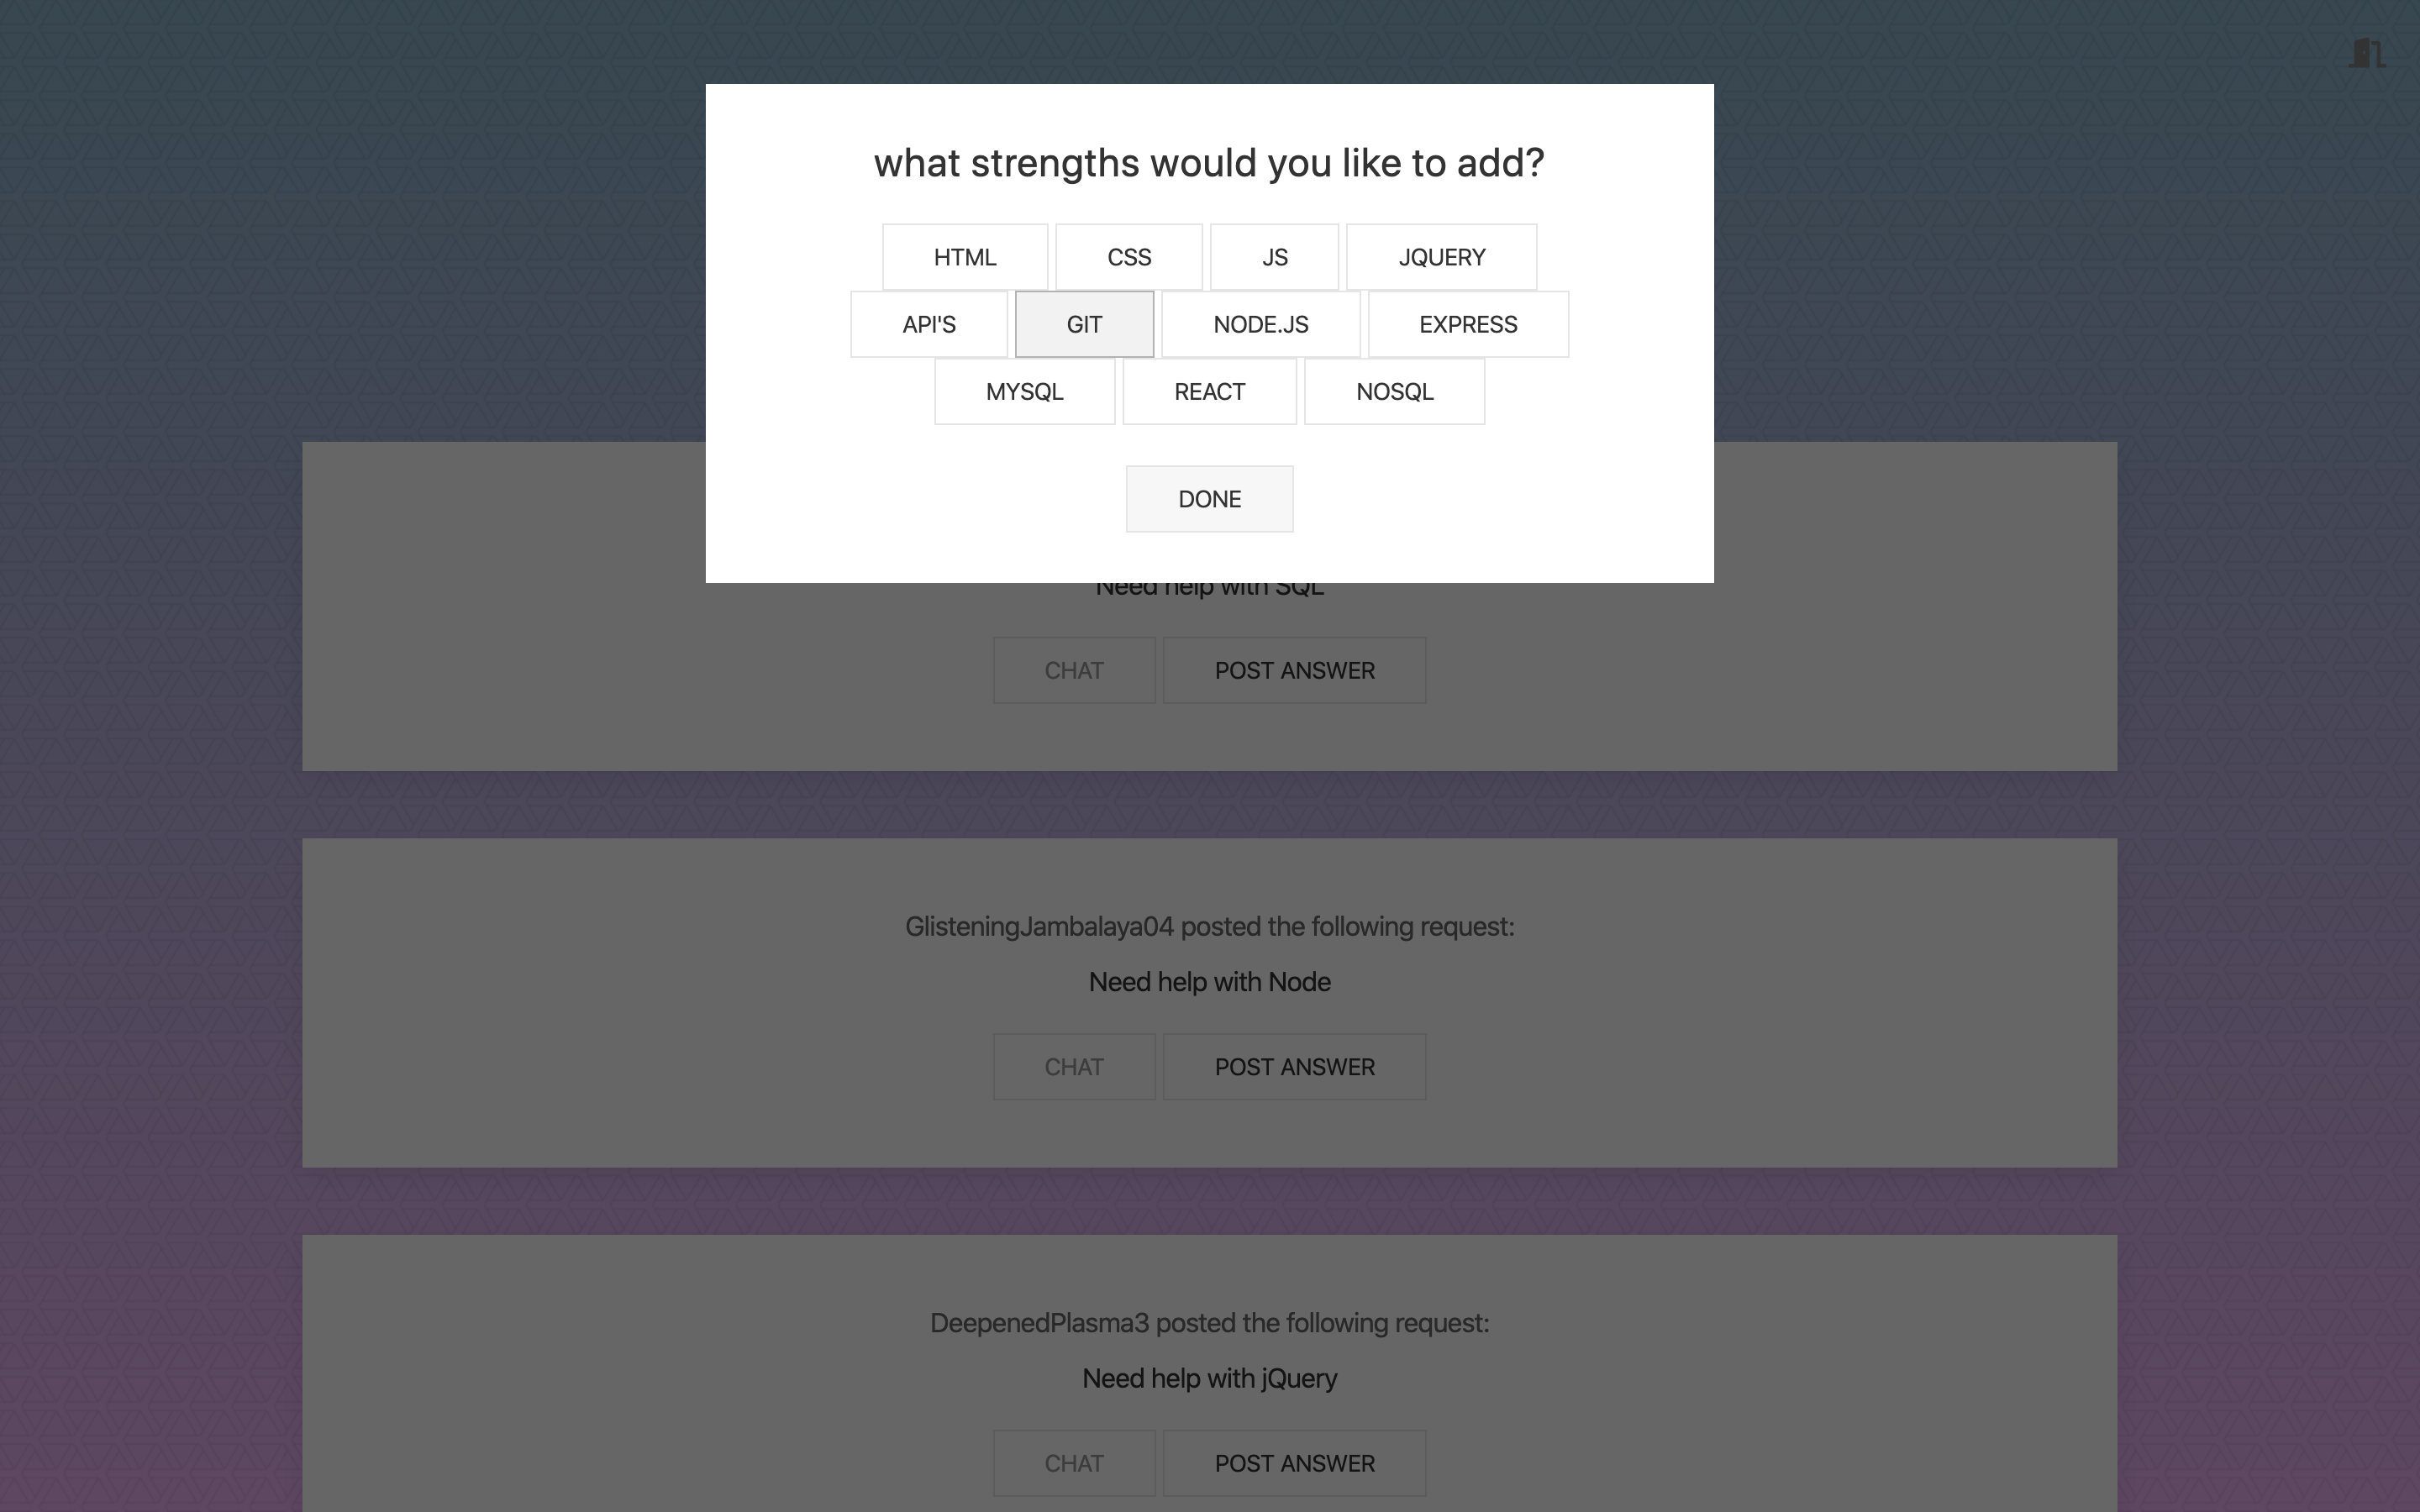 what strengths would you like to add?
HTML CSS JS JQUERY
API'S GIT NODE.JS EXPRESS
MYSQL REACT NOSQL
DONE
Need help with SQL
CHAT POST ANSWER
GlisteningJambalaya04 posted the following request:
Need help with Node
CHAT POST ANSWER
DeepenedPlasma3 posted the following request:
Need help with jQuery
CHAT POST ANSWER